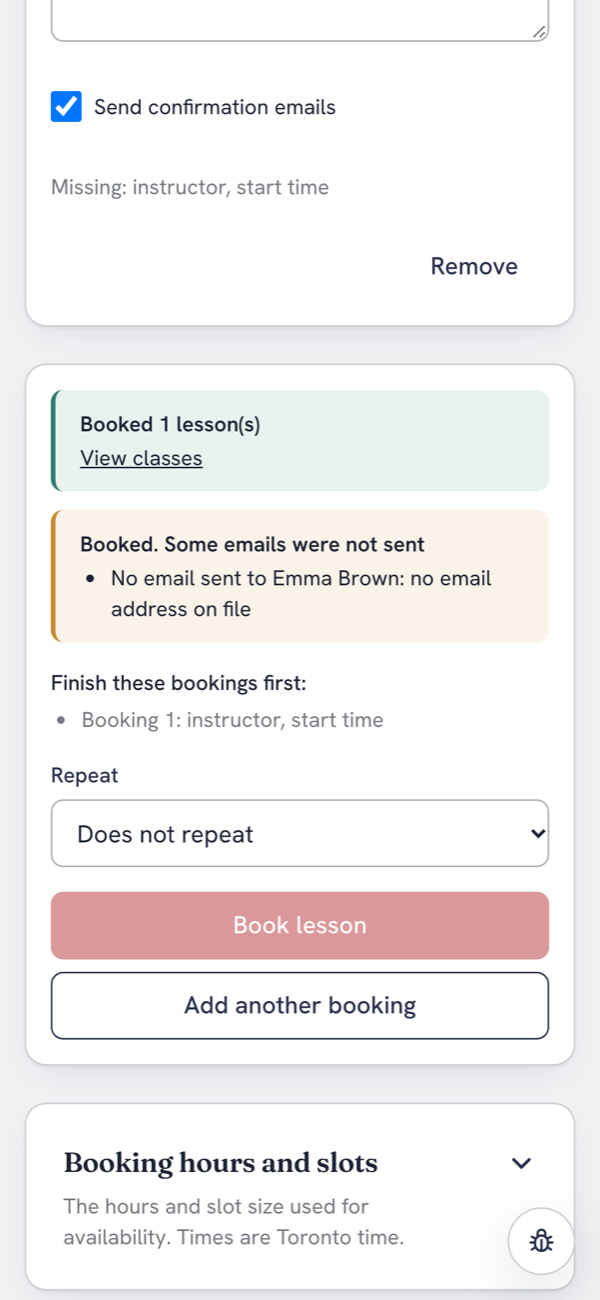 Send confirmation emails
Missing: instructor, start time
Remove
Booked 1 lesson(s)
View classes
Booked. Some emails were not sent
• No email sent to Emma Brown: no email
address on file
Finish these bookings first:
• Booking 1: instructor, start time
Repeat
Does not repeat
Book lesson
Add another booking
Booking hours and slots
The hours and slot size used for
availability. Times are Toronto time.